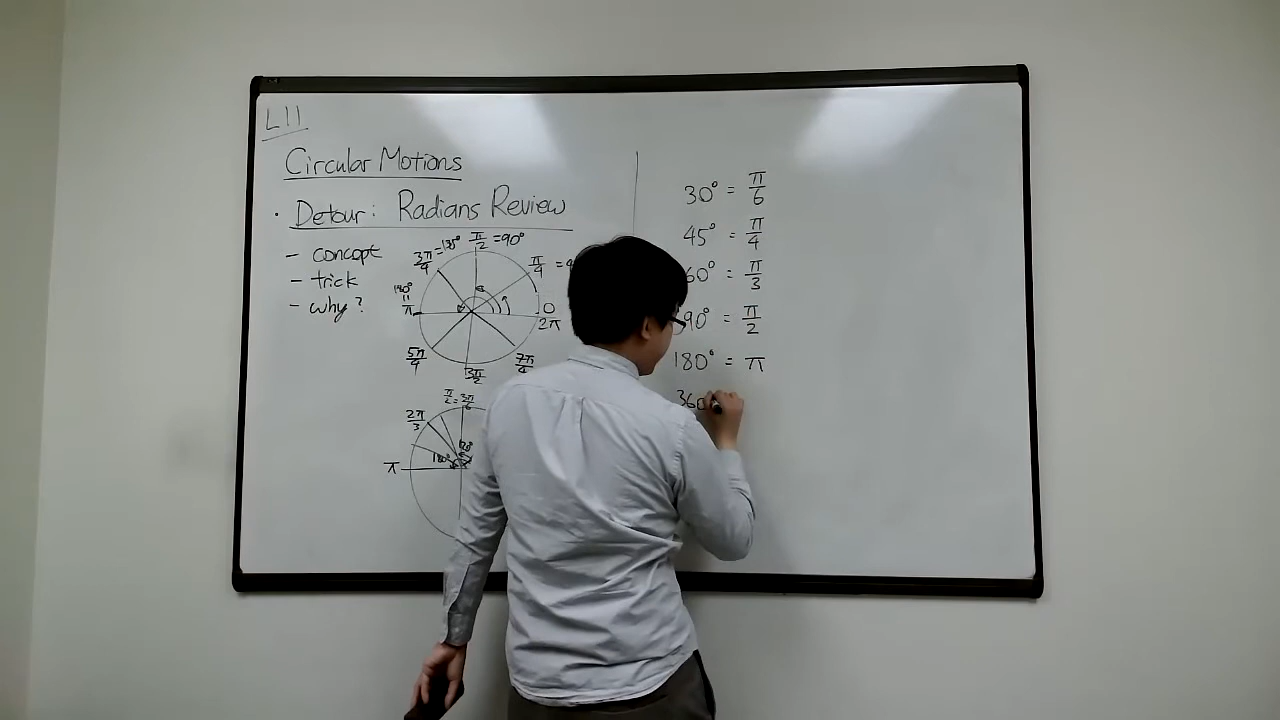 L11
Circular Motions
· Detour: Radians Review
- concept
- trick
- why?
π/2 = 90°
3π/4 = 135°
π/4 =
180°
=
π
0
2π
5π/4
3π/2
7π/4
π/2 = 3π/6
2π/3
π
180°
30° = π/6
45° = π/4
60° = π/3
90° = π/2
180° = π
360